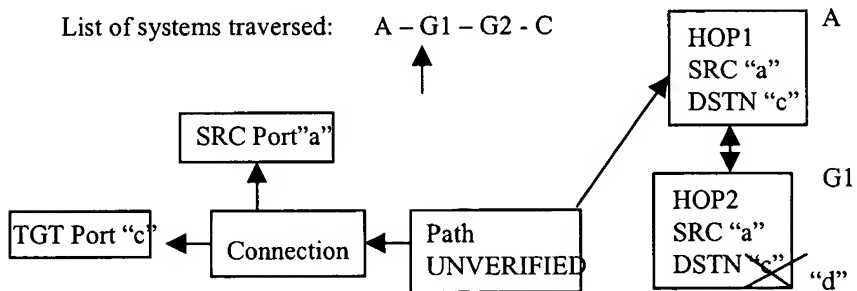 List of systems traversed: A – G1 – G2 - C
A
HOP1
SRC "a"
DSTN "c"
SRC Port"a"
G1
HOP2
SRC "a"
DSTN "c"
"d"
TGT Port "c"
Connection
Path
UNVERIFIED